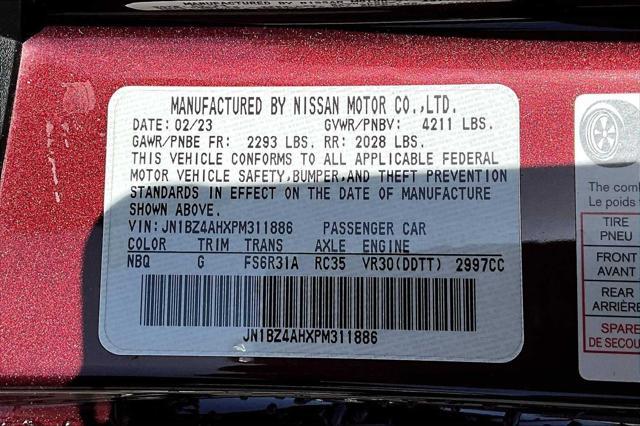 MANUFACTURED BY NISSAN MOTOR CO.,LTD.
DATE: 02/23 GVWR/PNBV: 4211 LBS.
GAWR/PNBE FR: 2293 LBS. RR: 2028 LBS.
THIS VEHICLE CONFORMS TO ALL APPLICABLE FEDERAL
MOTOR VEHICLE SAFETY,BUMPER,AND THEFT PREVENTION
STANDARDS IN EFFECT ON THE DATE OF MANUFACTURE
SHOWN ABOVE.
VIN:JN1BZ4AHXPM311886 PASSENGER CAR
COLOR TRIM TRANS AXLE ENGINE
NBQ G FS6R31A RC35 VR30(DDTT) 2997CC
JN1BZ4AHXPM311886
The com
Le poids
TIRE
PNEU
FRONT
AVANT
REAR
ARRIÈRE
SPARE
DE SECOU